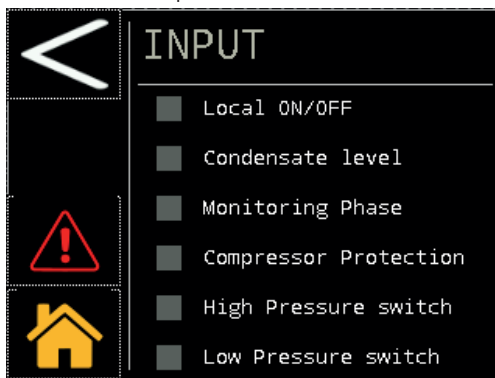 INPUT
Local ON/OFF
Condensate level
Monitoring Phase
Compressor Protection
High Pressure switch
Low Pressure switch